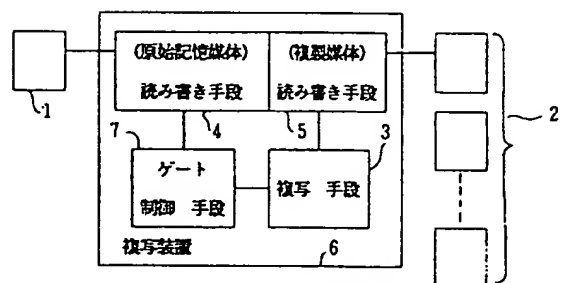 (原始記憶媒体)
読み書き手段
(複製媒体)
読み書き手段
1
4
5
2
7
3
ゲート
制御 手段
複写 手段
複写装置
6